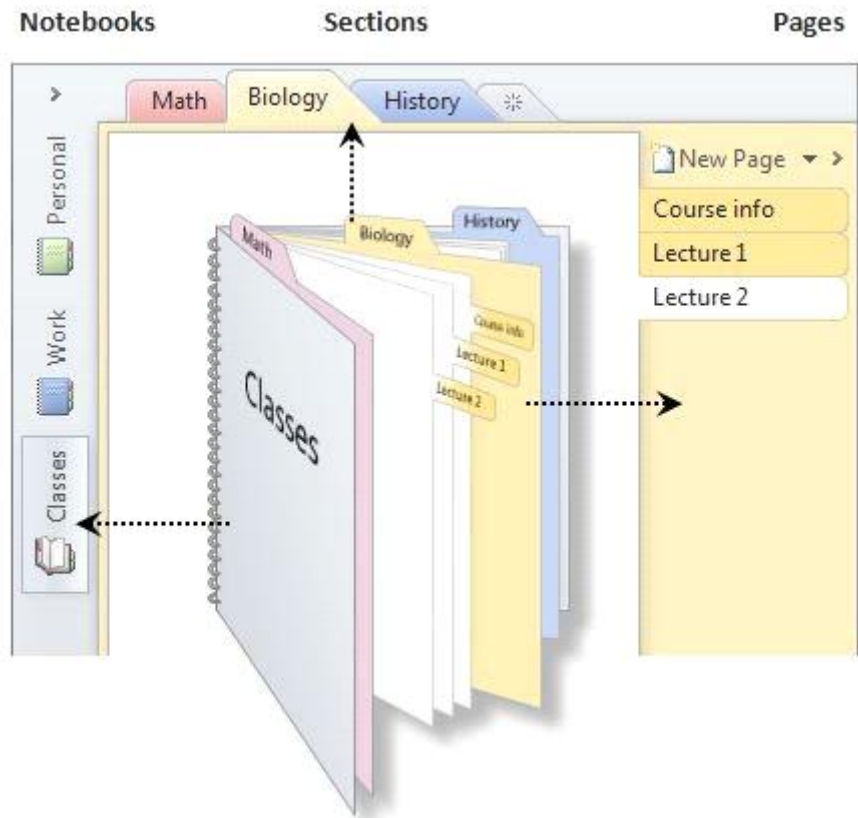 Notebooks Sections Pages
Math Biology History
Personal
Work
Classes
New Page
Course info
Lecture 1
Lecture 2
Math
Biology
History
Course info
Lecture 1
Lecture 2
Classes